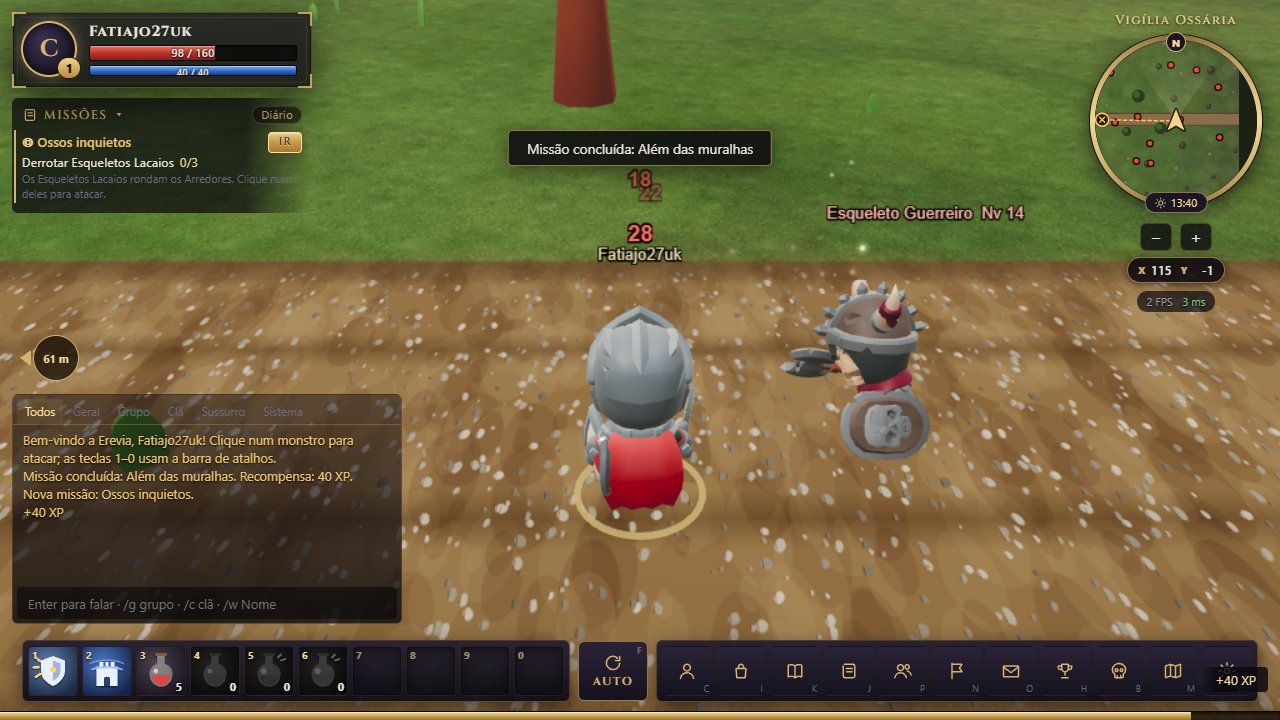 Fatiajo27uk
C
1
98 / 160
40 / 40
MISSÕES
Diário
Ossos inquietos
IR
Derrotar Esqueletos Lacaios 0/3
Os Esqueletos Lacaios rondam os Arredores. Clique num
deles para atacar.
Missão concluída: Além das muralhas
18
22
28
Fatiajo27uk
Esqueleto Guerreiro Nv 14
Vigília Ossária
N
13:40
− +
X 115 Y -1
2 FPS 3 ms
61 m
Todos Geral Grupo Clã Sussurro Sistema
Bem-vindo a Erevia, Fatiajo27uk! Clique num monstro para
atacar; as teclas 1–0 usam a barra de atalhos.
Missão concluída: Além das muralhas. Recompensa: 40 XP.
Nova missão: Ossos inquietos.
+40 XP
Enter para falar · /g grupo · /c clã · /w Nome
1 2 3 4 5 6 7 8 9 0
5 0 0 0
F
AUTO
C I K J P N O H B M
+40 XP